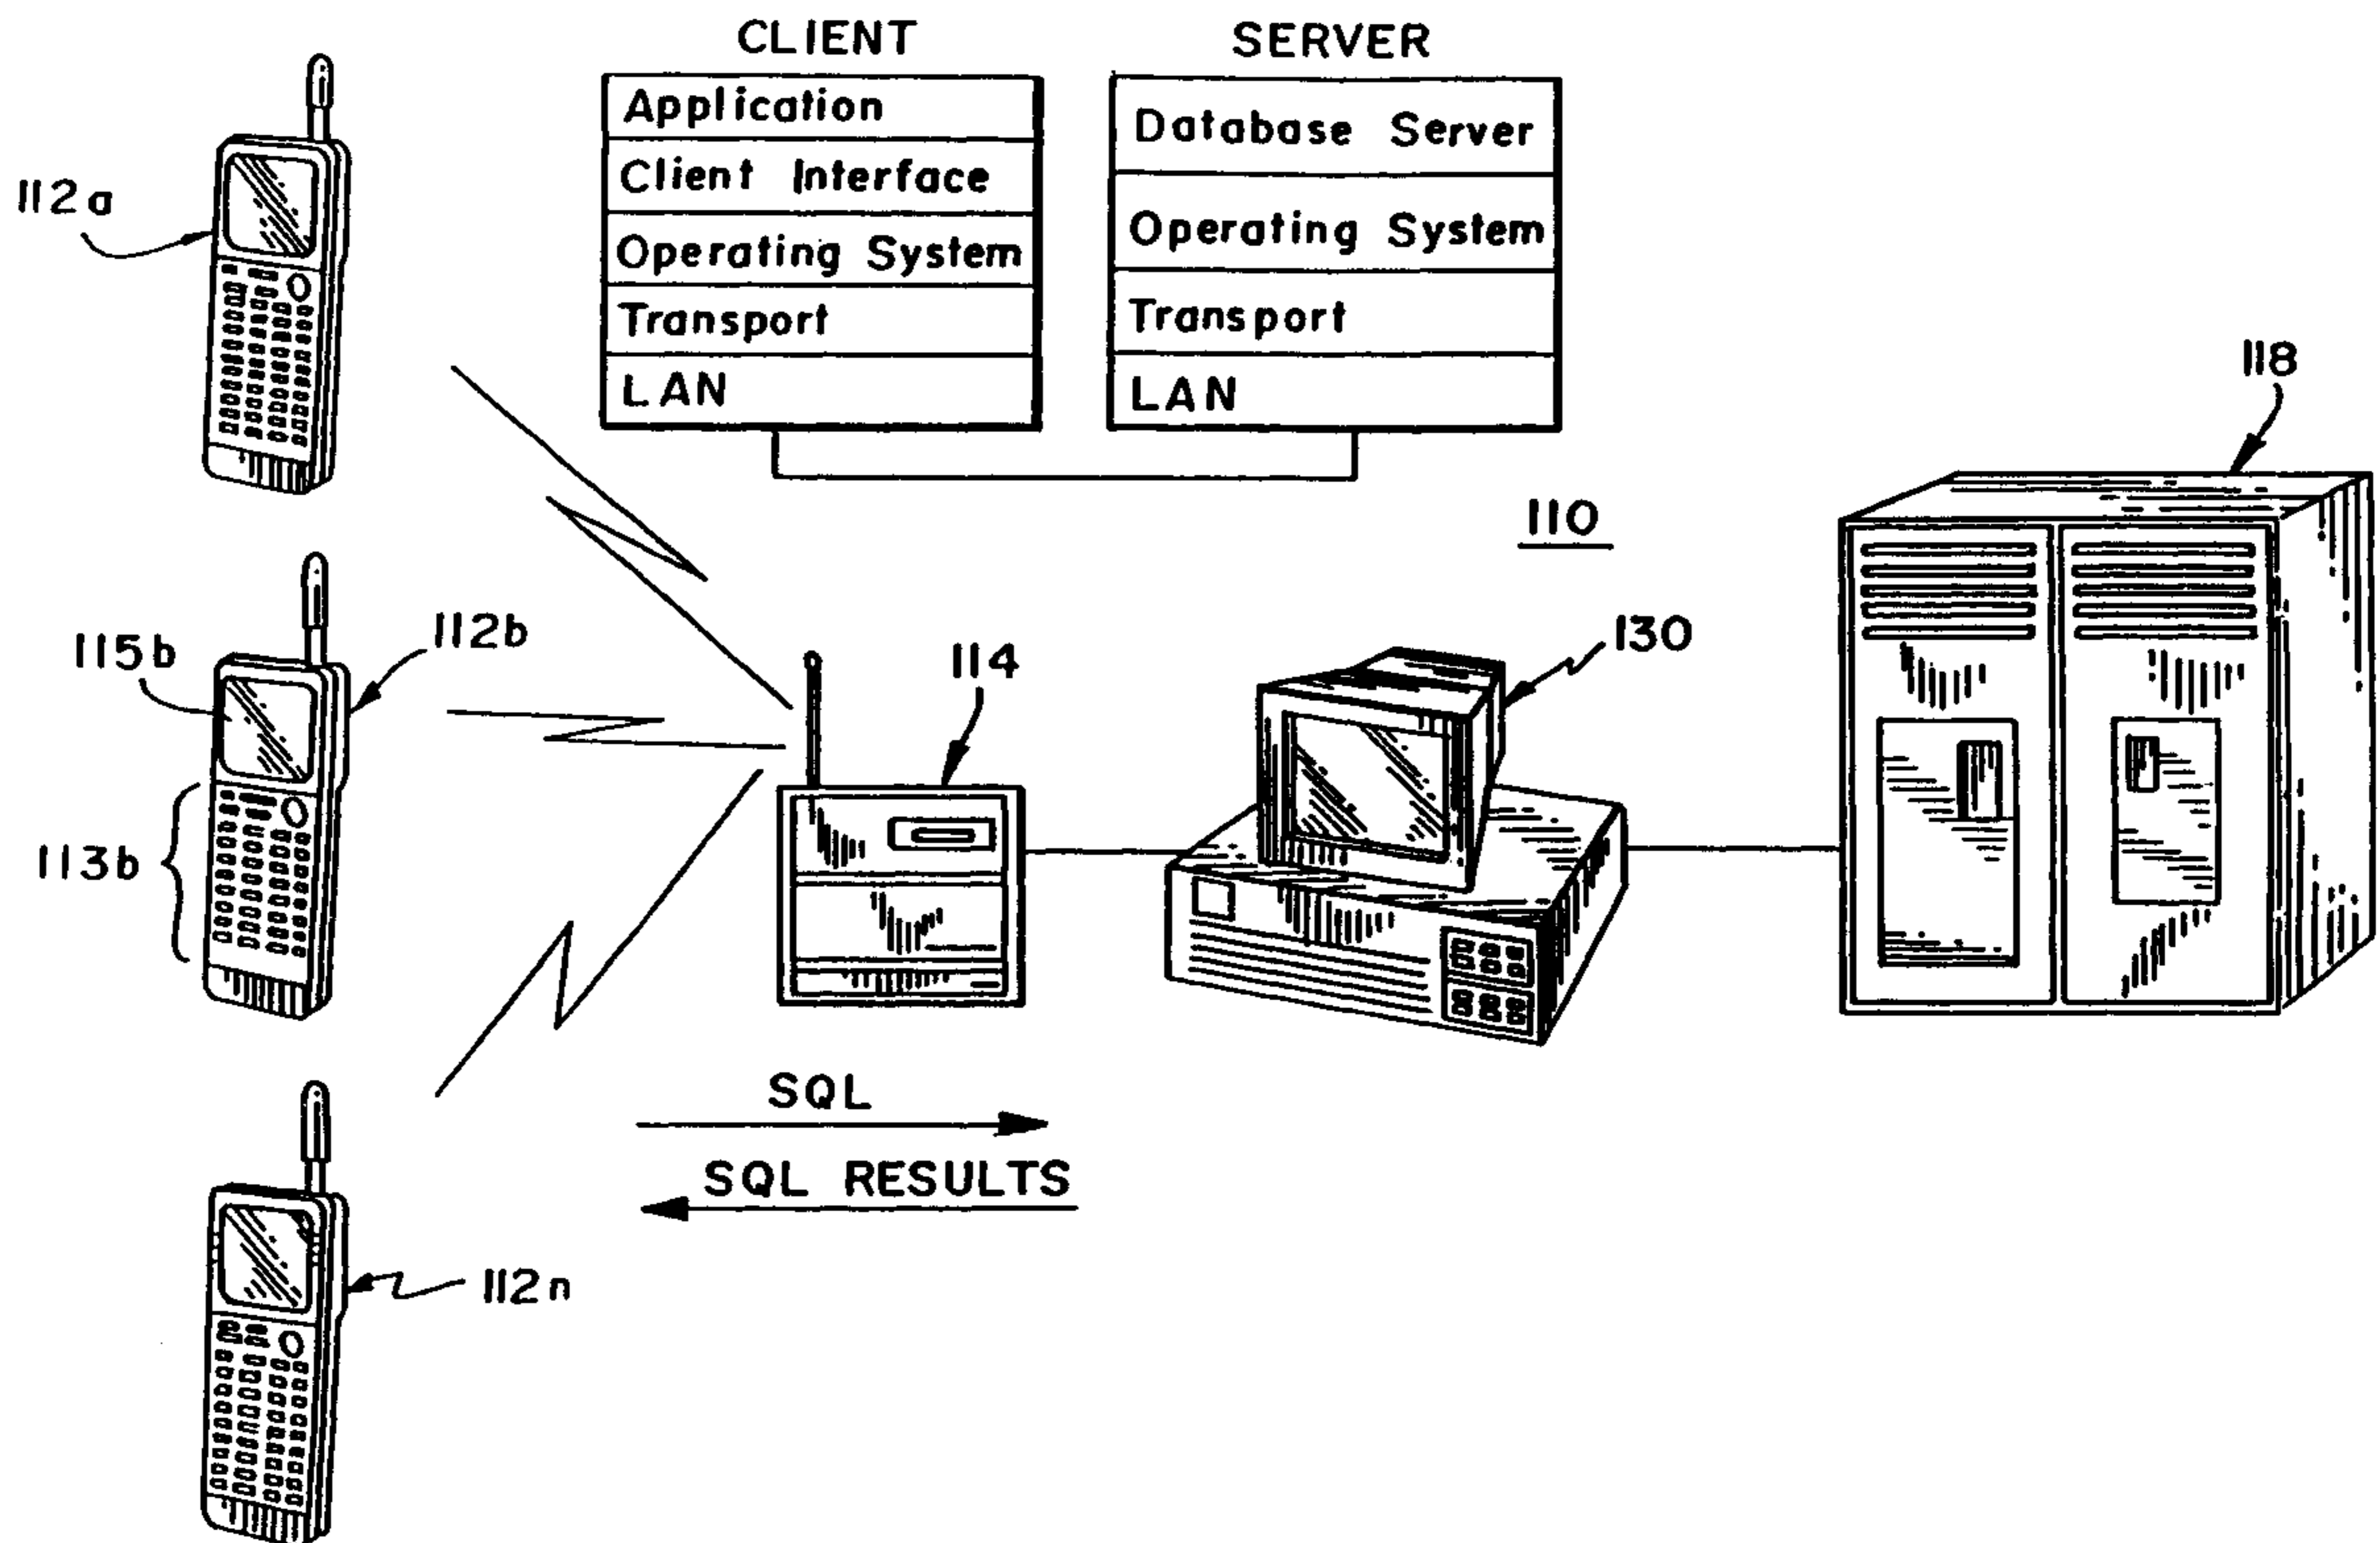 CLIENT
Application
Client Interface
Operating System
Transport
LAN
SERVER
Database Server
Operating System
Transport
LAN
112a
118
110
115b
112b
114
130
113b
SQL
SQL RESULTS
112n